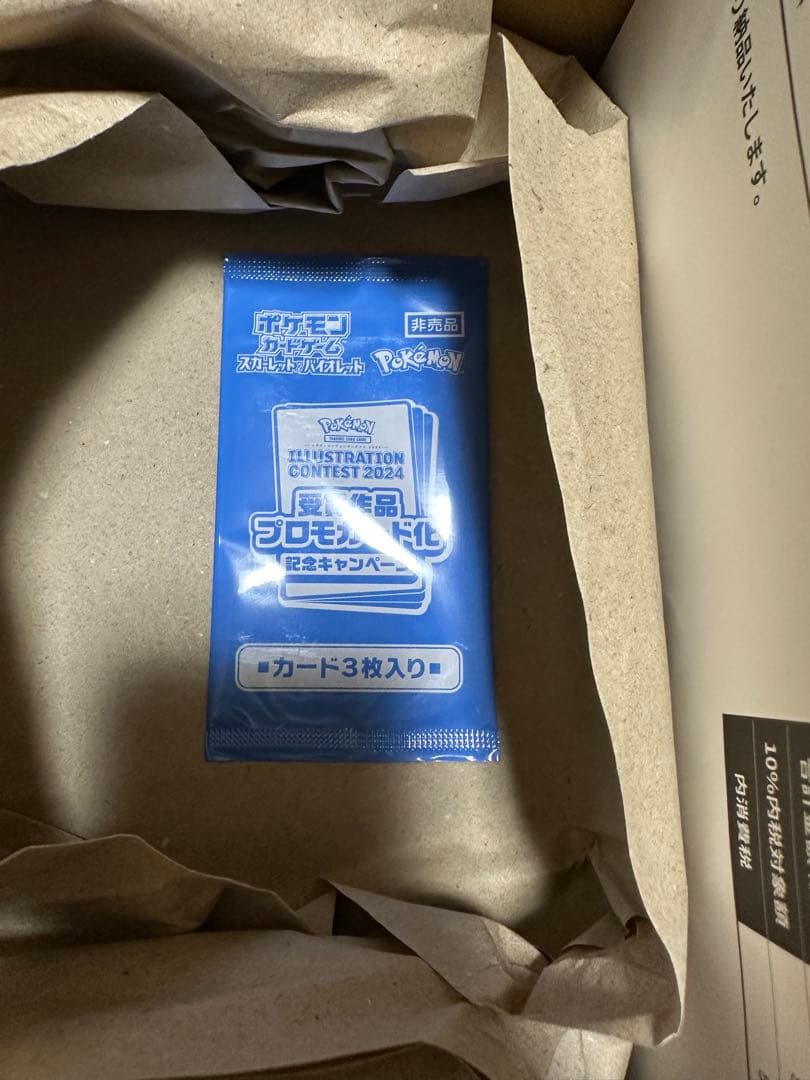 ポケモン
カードゲーム
スカーレット&バイオレット
非売品
Pokémon
Pokémon
TRADING CARD GAME
ILLUSTRATION
CONTEST 2024
受賞作品
プロモカード化
記念キャンペーン
■カード3枚入り■
納品いたします。
10%内税対象額
内消費税